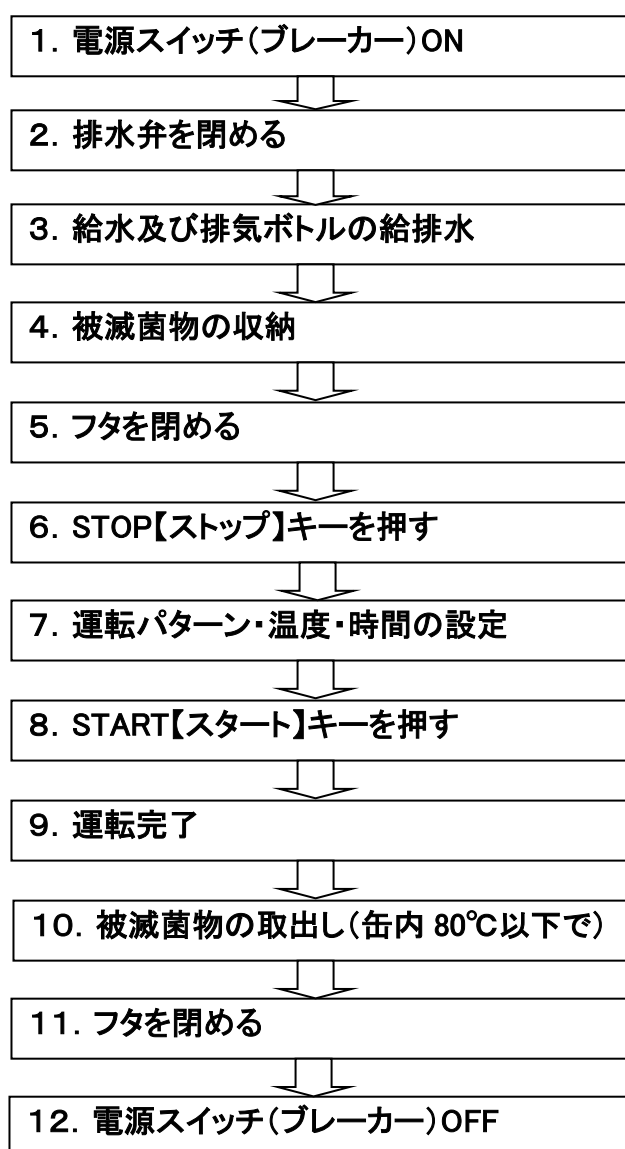 １．電源スイッチ（ブレーカー）ON
２．排水弁を閉める
３．給水及び排気ボトルの給排水
４．被滅菌物の収納
５．フタを閉める
６．STOP【ストップ】キーを押す
７．運転パターン・温度・時間の設定
８．START【スタート】キーを押す
９．運転完了
１０．被滅菌物の取出し（缶内 80℃以下で）
１１．フタを閉める
１２．電源スイッチ（ブレーカー）OFF